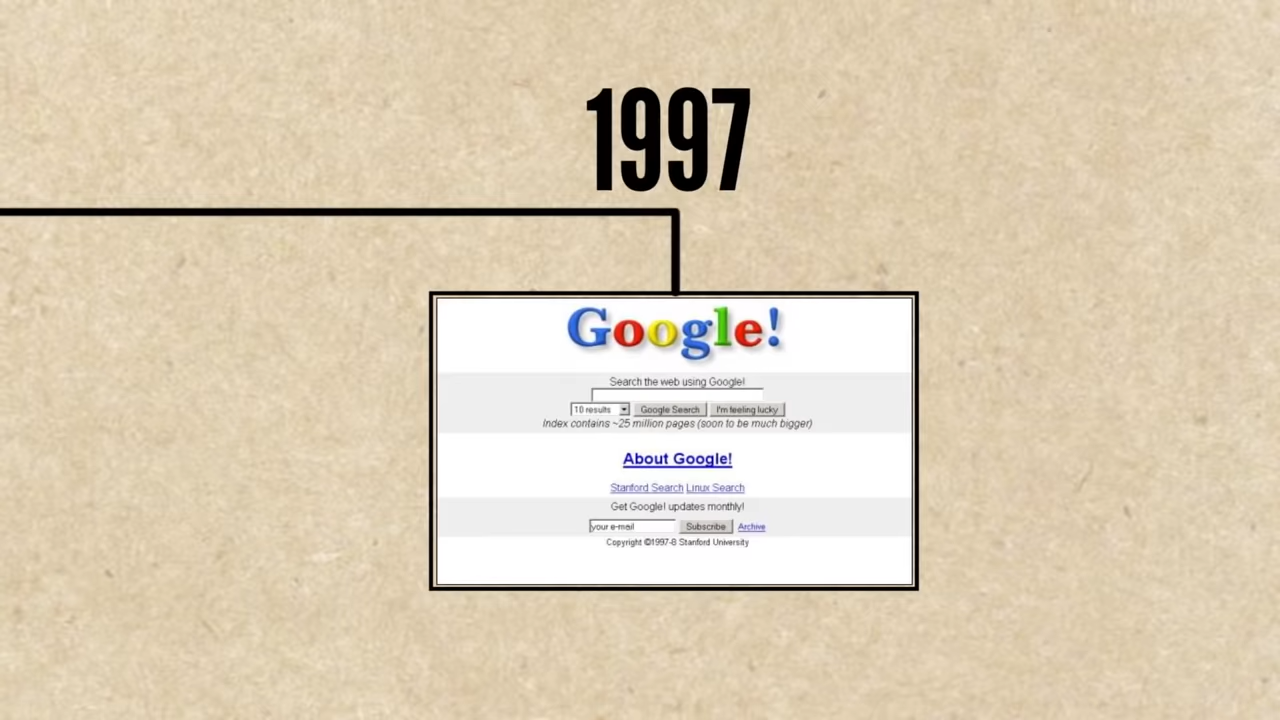 1997
Google!
Search the web using Google!
10 results Google Search I'm feeling lucky
Index contains ~25 million pages (soon to be much bigger)
About Google!
Stanford Search Linux Search
Get Google! updates monthly!
your e-mail Subscribe Archive
Copyright ©1997-8 Stanford University